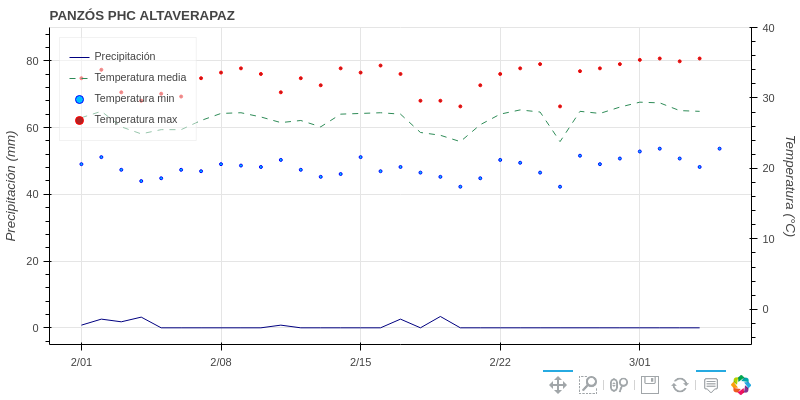 PANZÓS PHC ALTAVERAPAZ
Precipitación
Temperatura media
Temperatura min
Temperatura max
Precipitación (mm)
80
60
40
20
0
Temperatura (°C)
40
30
20
10
0
2/01
2/08
2/15
2/22
3/01